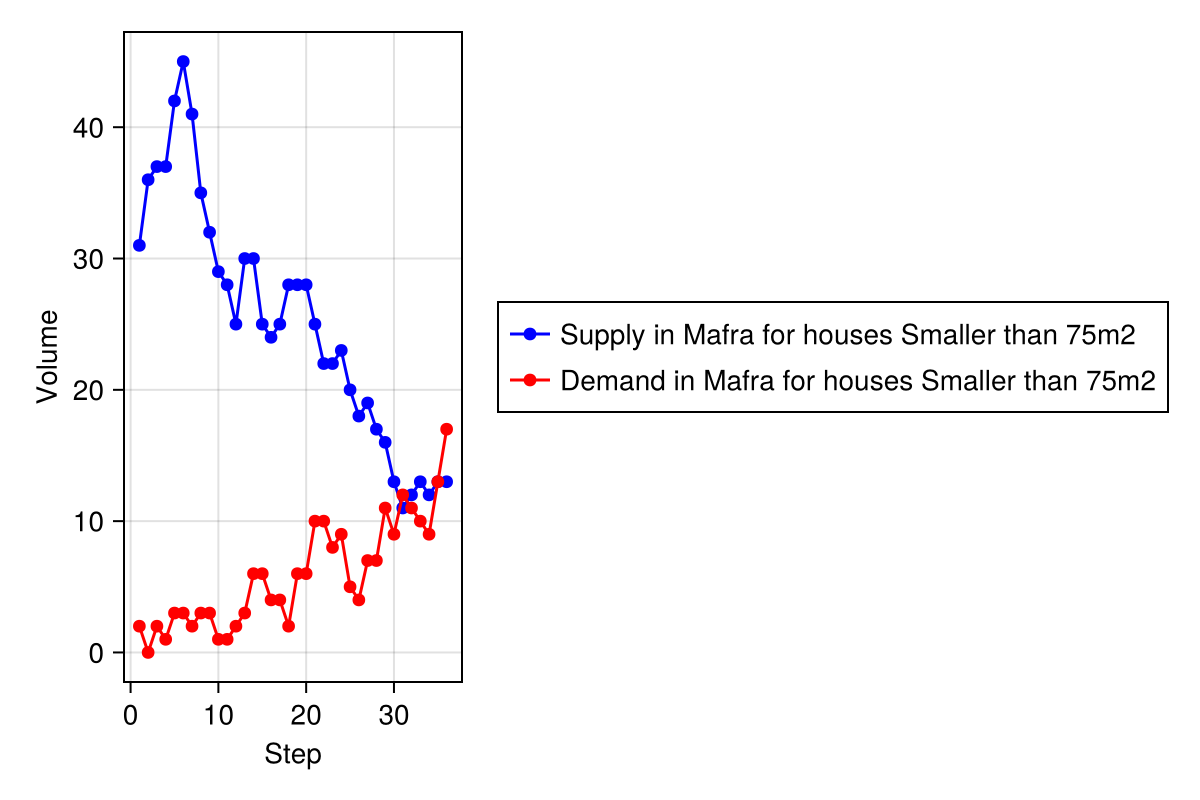 Volume
40
30
20
10
0
0 10 20 30
Step
Supply in Mafra for houses Smaller than 75m2
Demand in Mafra for houses Smaller than 75m2